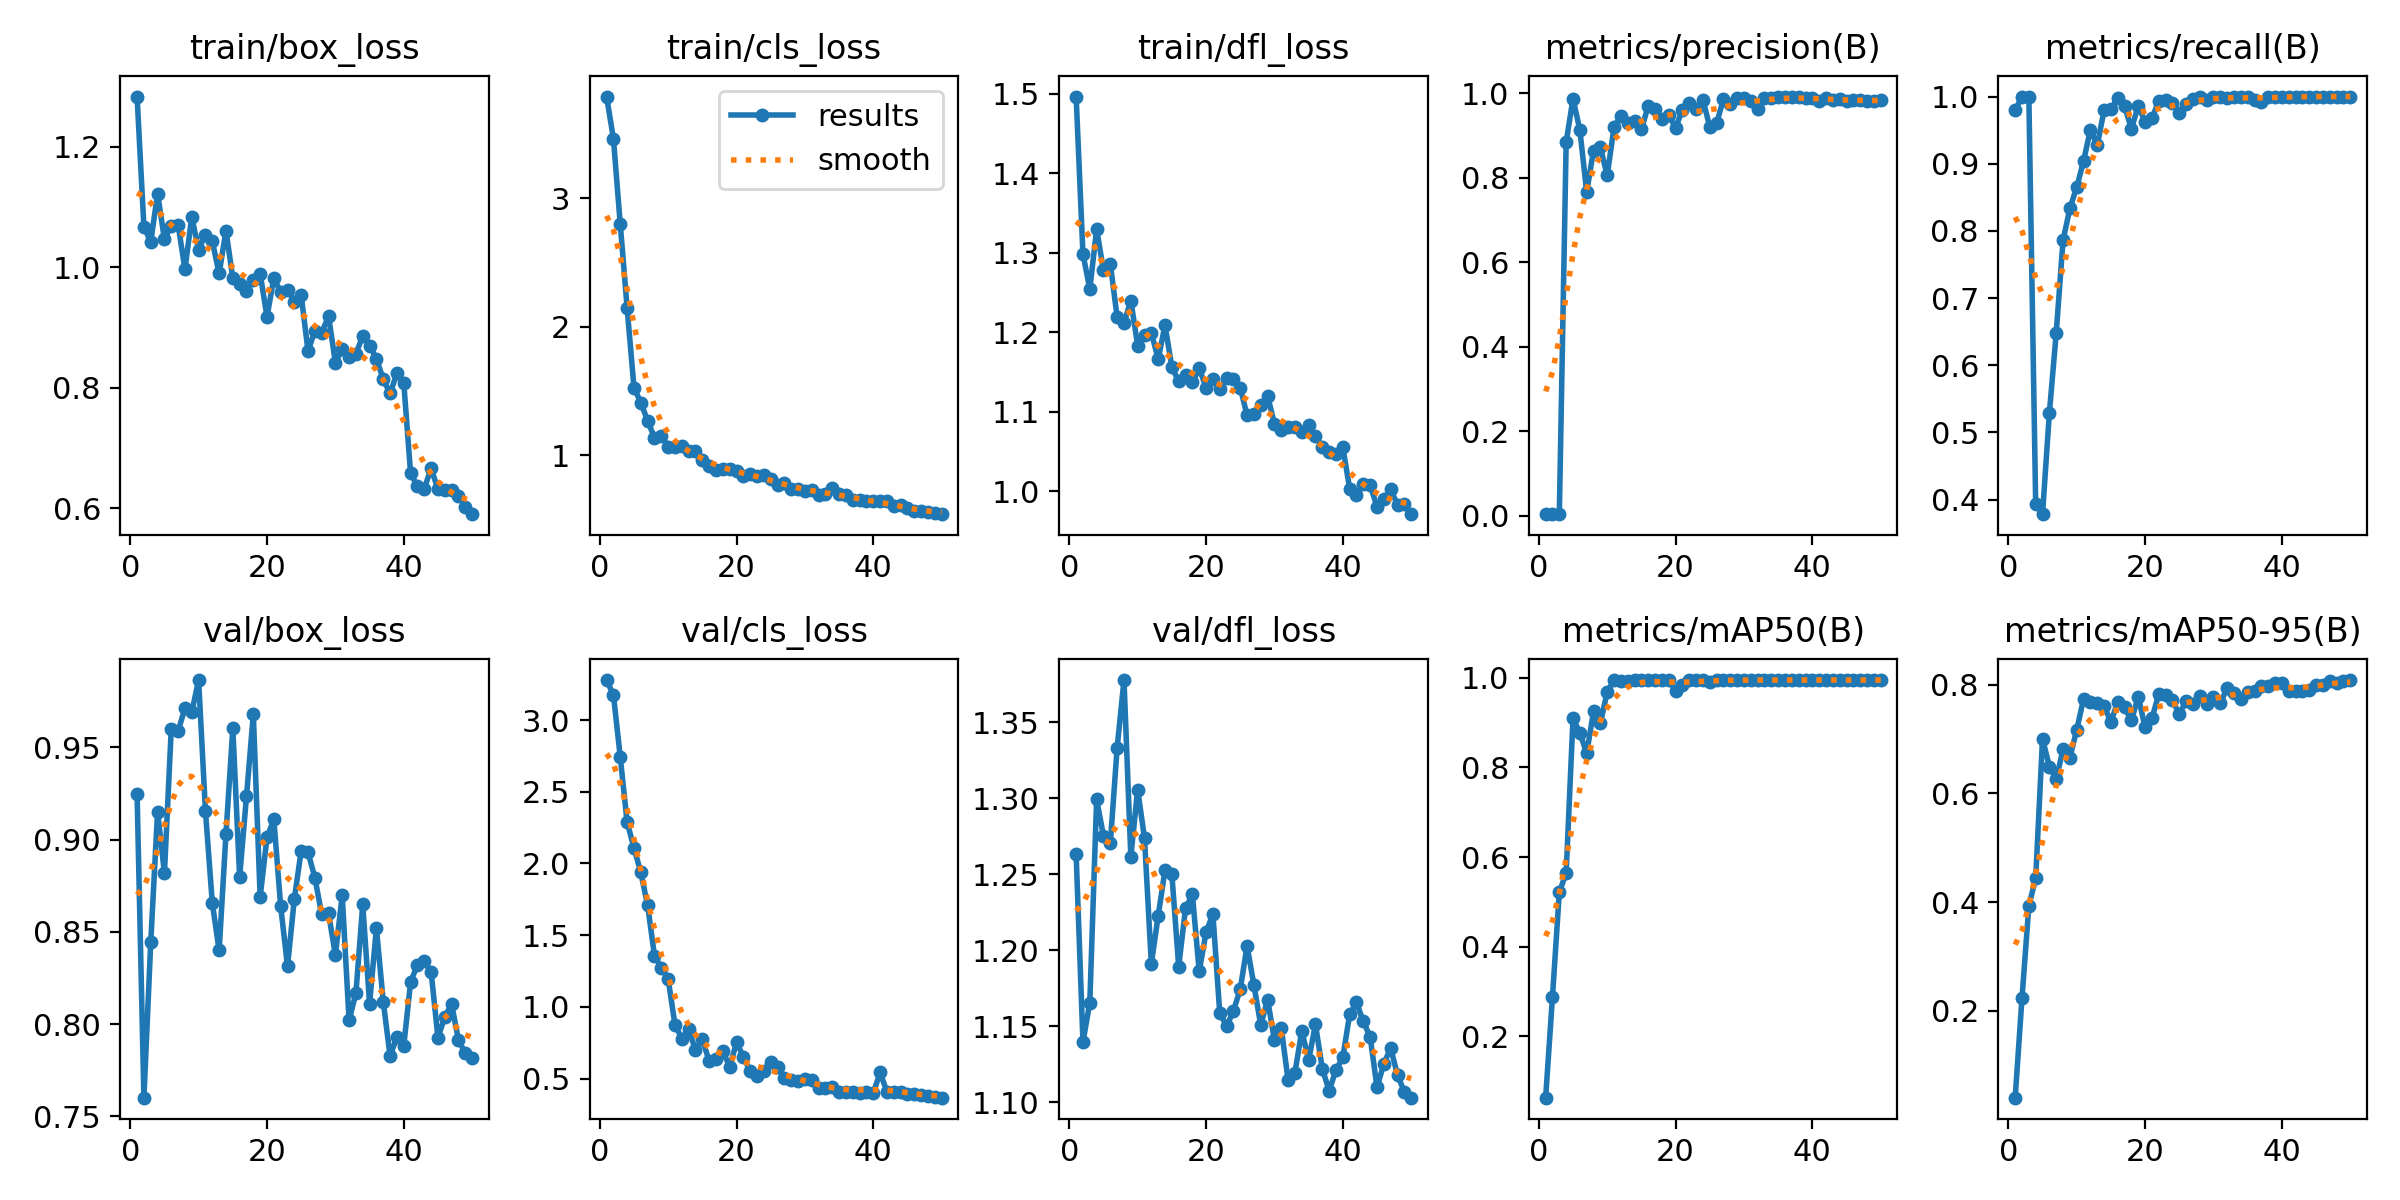 train/box_loss
1.2
1.0
0.8
0.6
0 20 40
train/cls_loss
results
smooth
3
2
1
0 20 40
train/dfl_loss
1.5
1.4
1.3
1.2
1.1
1.0
0 20 40
metrics/precision(B)
1.0
0.8
0.6
0.4
0.2
0.0
0 20 40
metrics/recall(B)
1.0
0.9
0.8
0.7
0.6
0.5
0.4
0 20 40
val/box_loss
0.95
0.90
0.85
0.80
0.75
0 20 40
val/cls_loss
3.0
2.5
2.0
1.5
1.0
0.5
0 20 40
val/dfl_loss
1.35
1.30
1.25
1.20
1.15
1.10
0 20 40
metrics/mAP50(B)
1.0
0.8
0.6
0.4
0.2
0 20 40
metrics/mAP50-95(B)
0.8
0.6
0.4
0.2
0 20 40